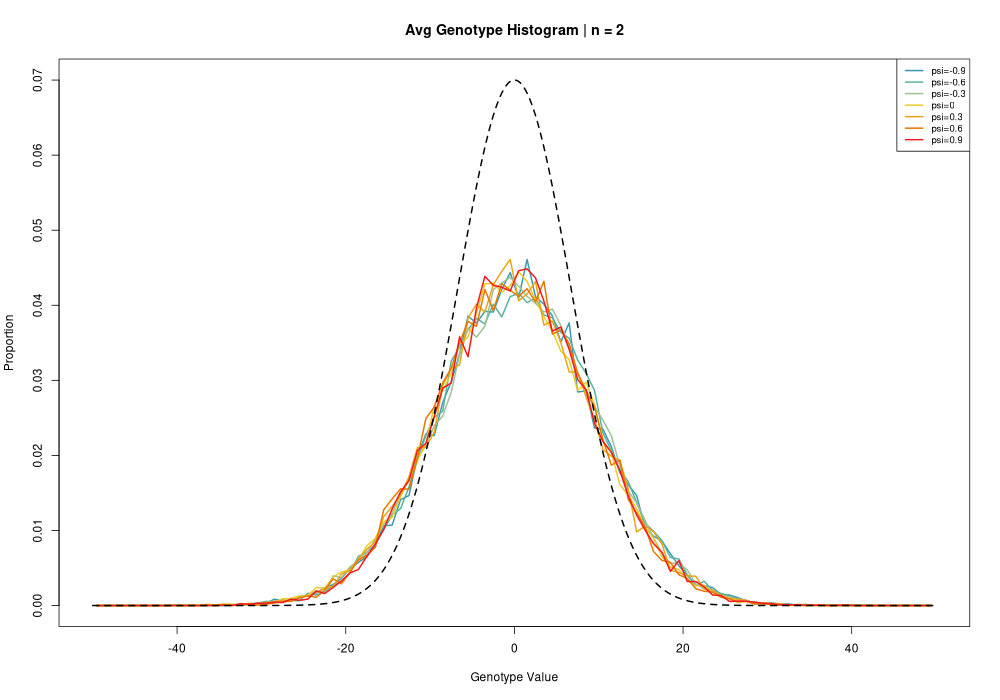 Avg Genotype Histogram | n = 2
psi=-0.9
psi=-0.6
psi=-0.3
psi=0
psi=0.3
psi=0.6
psi=0.9
0.07
0.06
0.05
0.04
0.03
0.02
0.01
0.00
Proportion
-40 -20 0 20 40
Genotype Value